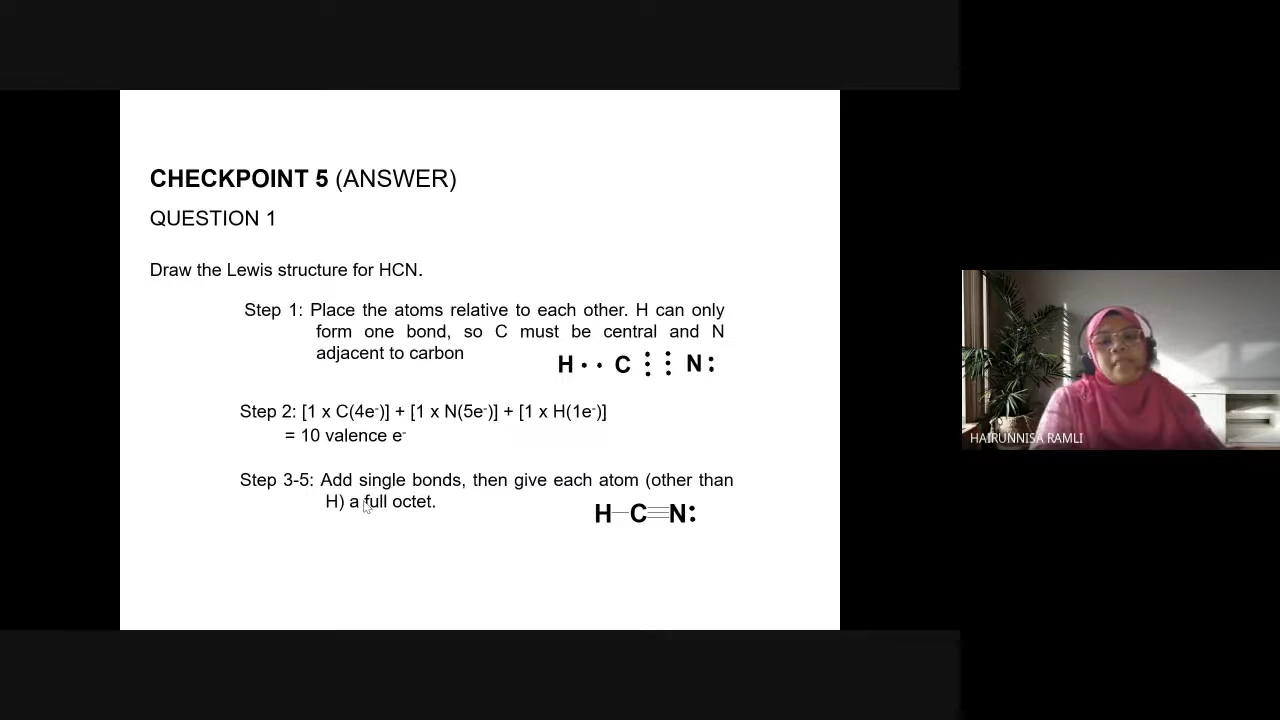 CHECKPOINT 5 (ANSWER)
QUESTION 1
Draw the Lewis structure for HCN.
Step 1: Place the atoms relative to each other. H can only
form one bond, so C must be central and N
adjacent to carbon
H • • C ⋮ ⋮ N :
Step 2: [1 x C(4e⁻)] + [1 x N(5e⁻)] + [1 x H(1e⁻)]
= 10 valence e⁻
Step 3-5: Add single bonds, then give each atom (other than
H) a full octet.
H—C≡N:
HAIRUNNISA RAMLI